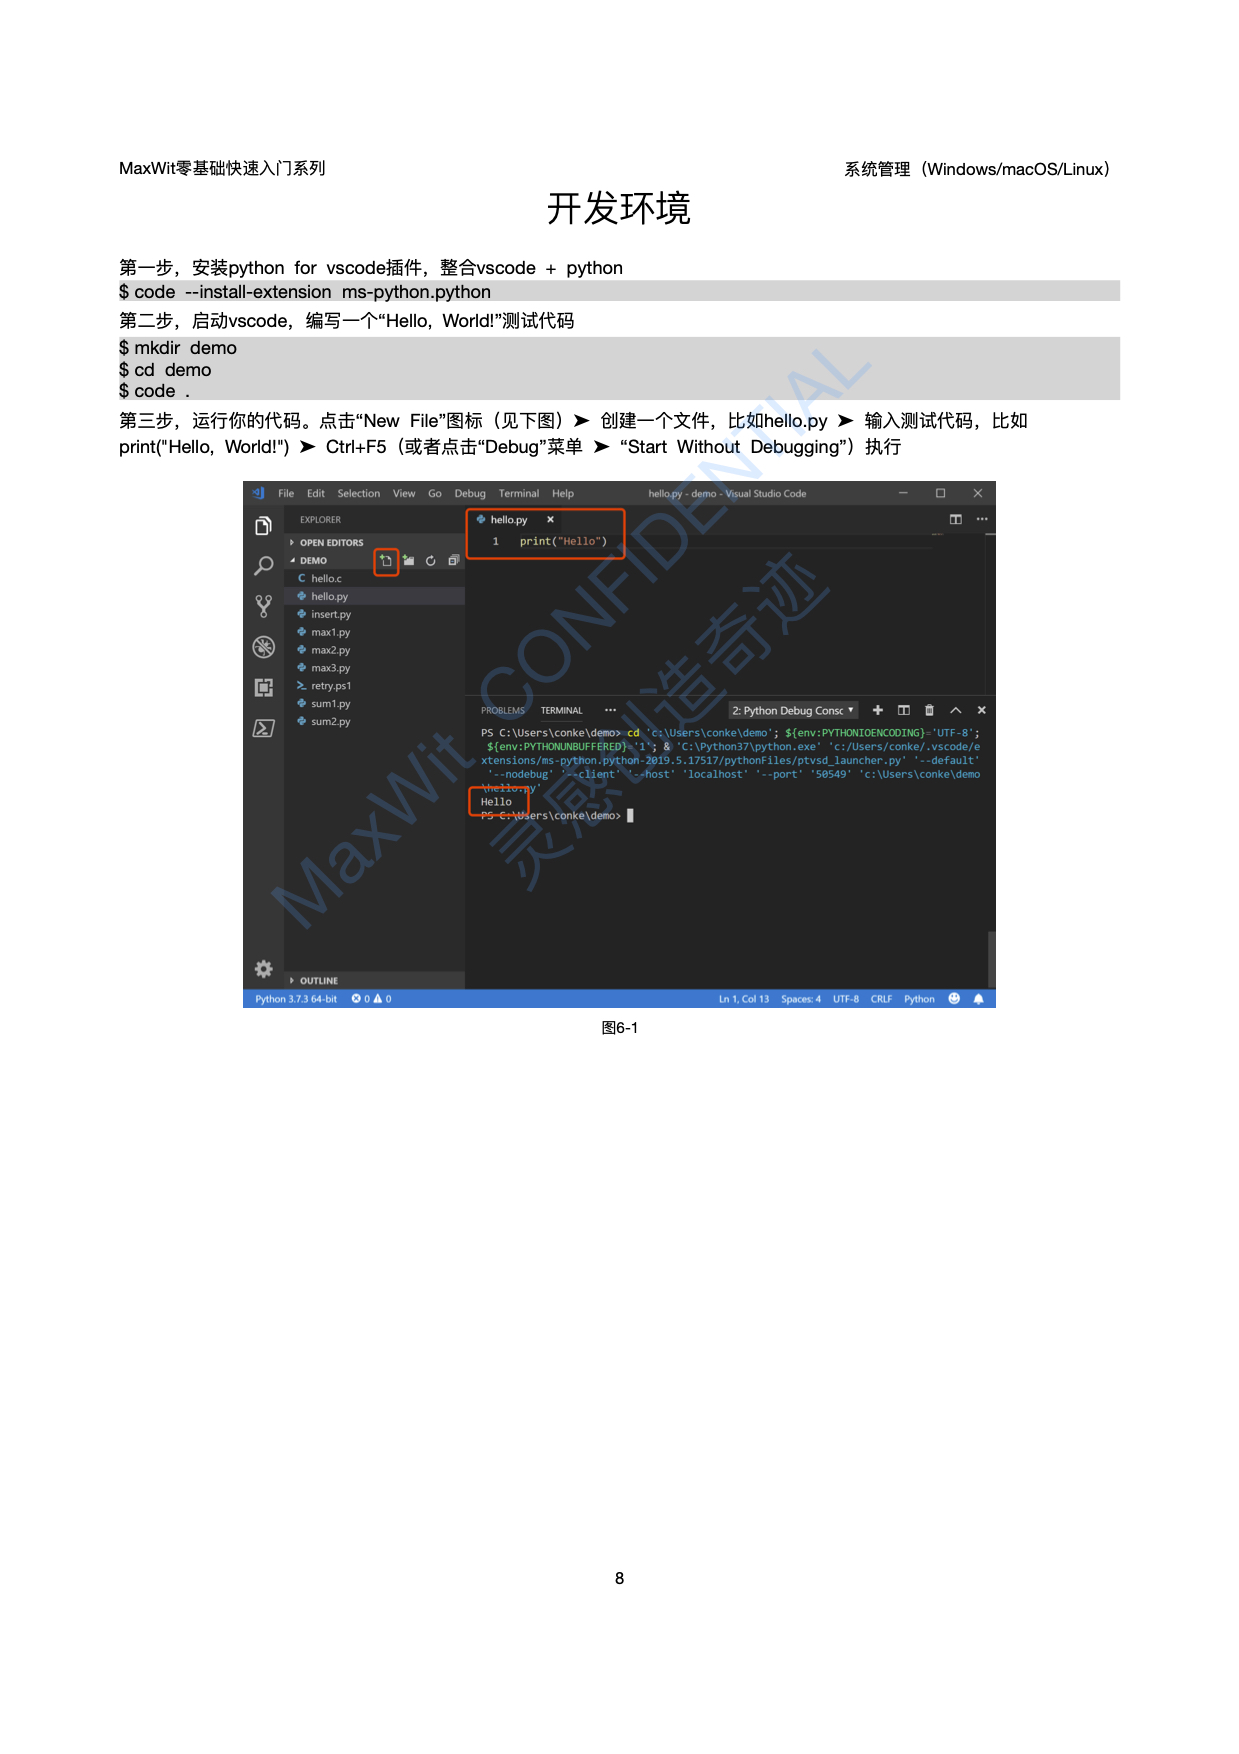 MaxWit零基础快速入门系列
系统管理（Windows/macOS/Linux）
开发环境
第一步，安装python for vscode插件，整合vscode + python
$ code --install-extension ms-python.python
第二步，启动vscode，编写一个“Hello, World!”测试代码
$ mkdir demo
$ cd demo
$ code .
第三步，运行你的代码。点击“New File”图标（见下图）➤ 创建一个文件，比如hello.py ➤ 输入测试代码，比如
print("Hello, World!") ➤ Ctrl+F5（或者点击“Debug”菜单 ➤ “Start Without Debugging”）执行
File Edit Selection View Go Debug Terminal Help
hello.py - demo - Visual Studio Code
EXPLORER
OPEN EDITORS
DEMO
C hello.c
hello.py
insert.py
max1.py
max2.py
max3.py
retry.ps1
sum1.py
sum2.py
OUTLINE
hello.py
1 print("Hello")
PROBLEMS TERMINAL ···
2: Python Debug Consc
PS C:\Users\conke\demo> cd 'c:\Users\conke\demo'; ${env:PYTHONIOENCODING}='UTF-8';
${env:PYTHONUNBUFFERED}='1'; & 'C:\Python37\python.exe' 'c:/Users/conke/.vscode/e
xtensions/ms-python.python-2019.5.17517/pythonFiles/ptvsd_launcher.py' '--default'
'--nodebug' '--client' '--host' 'localhost' '--port' '50549' 'c:\Users\conke\demo
\hello.py'
Hello
PS C:\Users\conke\demo>
Python 3.7.3 64-bit 0 0
Ln 1, Col 13 Spaces: 4 UTF-8 CRLF Python
MaxWit CONFIDENTIAL
灵感创造奇迹
图6-1
8